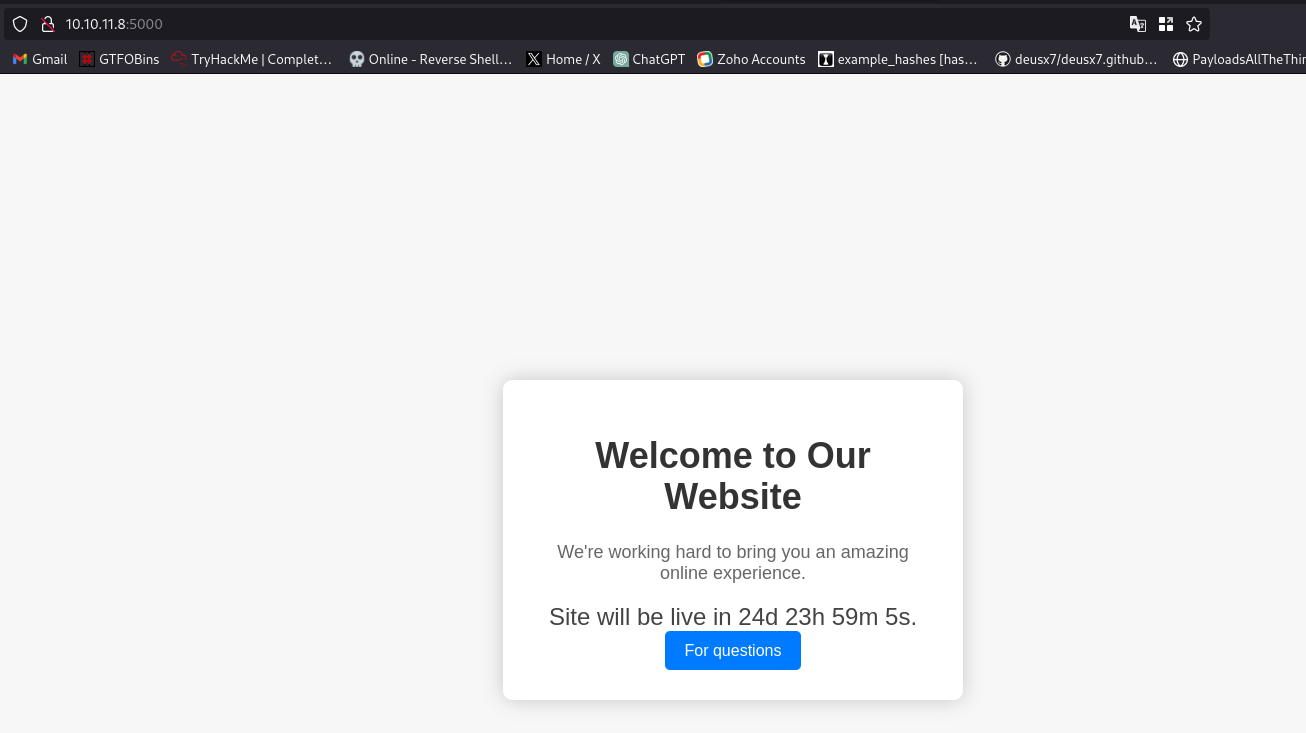 10.10.11.8:5000
Gmail GTFOBins TryHackMe | Complet… Online - Reverse Shell… Home / X ChatGPT Zoho Accounts example_hashes [has… deusx7/deusx7.github… PayloadsAllTheThin
Welcome to Our
Website
We're working hard to bring you an amazing
online experience.
Site will be live in 24d 23h 59m 5s.
For questions